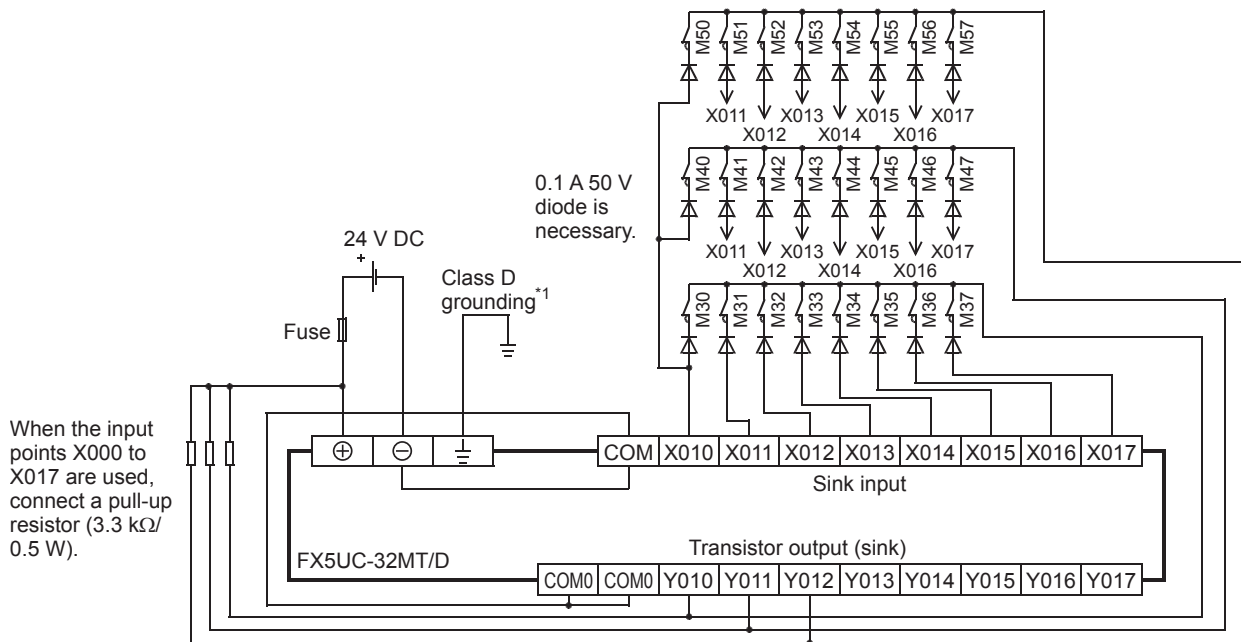 M50 M51 M52 M53 M54 M55 M56 M57
X011 X013 X015 X017
X012 X014 X016
M40 M41 M42 M43 M44 M45 M46 M47
0.1 A 50 V
diode is
necessary.
X011 X013 X015 X017
X012 X014 X016
24 V DC
+
Class D
grounding*1
M30 M31 M32 M33 M34 M35 M36 M37
Fuse
When the input
points X000 to
X017 are used,
connect a pull-up
resistor (3.3 kΩ/
0.5 W).
COM X010 X011 X012 X013 X014 X015 X016 X017
Sink input
FX5UC-32MT/D
Transistor output (sink)
COM0 COM0 Y010 Y011 Y012 Y013 Y014 Y015 Y016 Y017